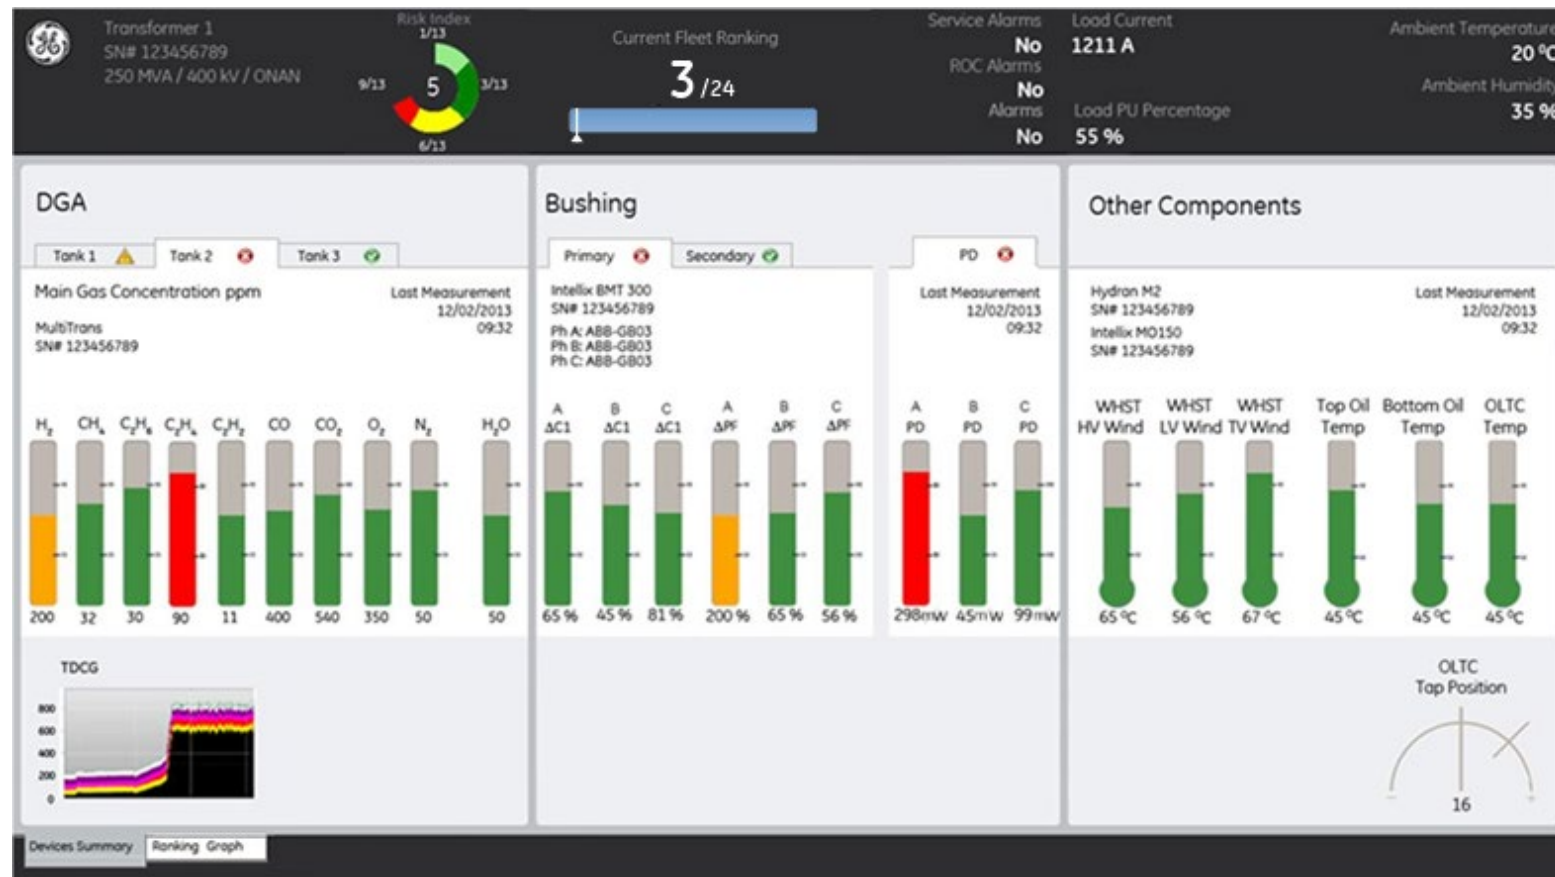 Transformer 1
SN# 123456789
250 MVA / 400 kV / ONAN
Risk Index
1/13
9/13
5
3/13
6/13
Current Fleet Ranking
3 /24
Service Alarms
No
ROC Alarms
No
Alarms
No
Load Current
1211 A
Load PU Percentage
55 %
Ambient Temperature
20 ºC
Ambient Humidity
35 %
DGA
Tank 1
Tank 2
Tank 3
Main Gas Concentration ppm
MultiTrans
SN# 123456789
Last Measurement
12/02/2013
09:32
H₂ CH₄ C₂H₆ C₂H₄ C₂H₂ CO CO₂ O₂ N₂ H₂O
200 32 30 90 11 400 540 350 50 50
TDCG
800
600
400
200
0
Bushing
Primary
Secondary
PD
Intellix BMT 300
SN# 123456789
Ph A: ABB-GB03
Ph B: ABB-GB03
Ph C: ABB-GB03
Last Measurement
12/02/2013
09:32
A B C A B C A B C
ΔC1 ΔC1 ΔC1 ΔPF ΔPF ΔPF PD PD PD
65 % 45 % 81 % 200 % 65 % 56 % 298mW 45mW 99mW
Other Components
Hydran M2
SN# 123456789
Intellix MO150
SN# 123456789
Last Measurement
12/02/2013
09:32
WHST WHST WHST Top Oil Bottom Oil OLTC
HV Wind LV Wind TV Wind Temp Temp Temp
65 ºC 56 ºC 67 ºC 45 ºC 45 ºC 45 ºC
OLTC
Tap Position
- 16 +
Devices Summary
Ranking Graph